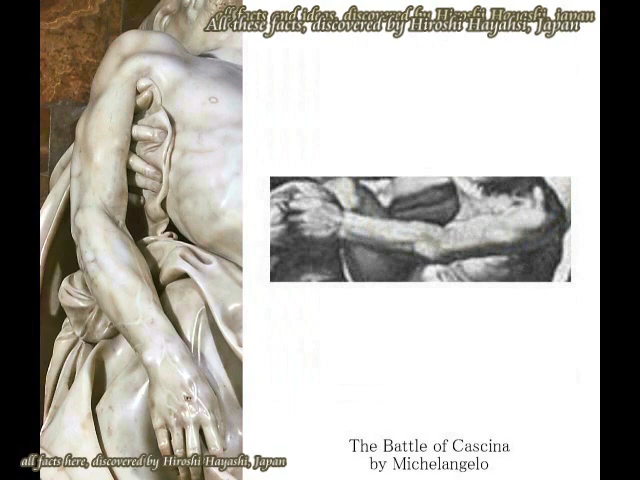 all facts and ideas, discovered by Hiroshi Hayashi, japan
All these facts, discovered by Hiroshi Hayahsi, Japan
The Battle of Cascina
by Michelangelo
all facts here, discovered by Hiroshi Hayashi, Japan